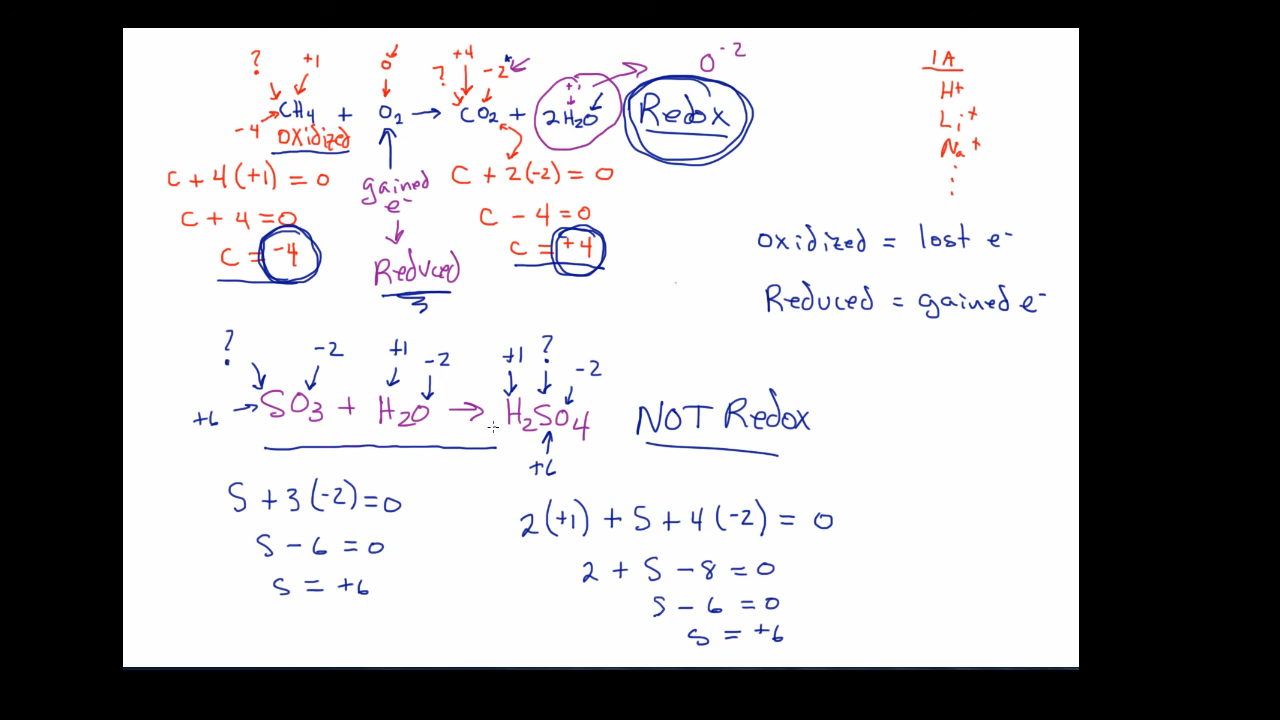 ? +1 0 +4 -2 O⁻² 1A
? +1
CH4 + O2 → CO2 + 2H2O Redox H+
-4 oxidized Li+
Na+
C + 4(+1) = 0 gained e- C + 2(-2) = 0
C + 4 = 0 C - 4 = 0
C = -4 Reduced C = +4
oxidized = lost e-
Reduced = gained e-
? -2 +1 -2 +1 ? -2
+6 → SO3 + H2O → H2SO4 NOT Redox
+6
S + 3(-2) = 0
S - 6 = 0
S = +6
2(+1) + S + 4(-2) = 0
2 + S - 8 = 0
S - 6 = 0
S = +6